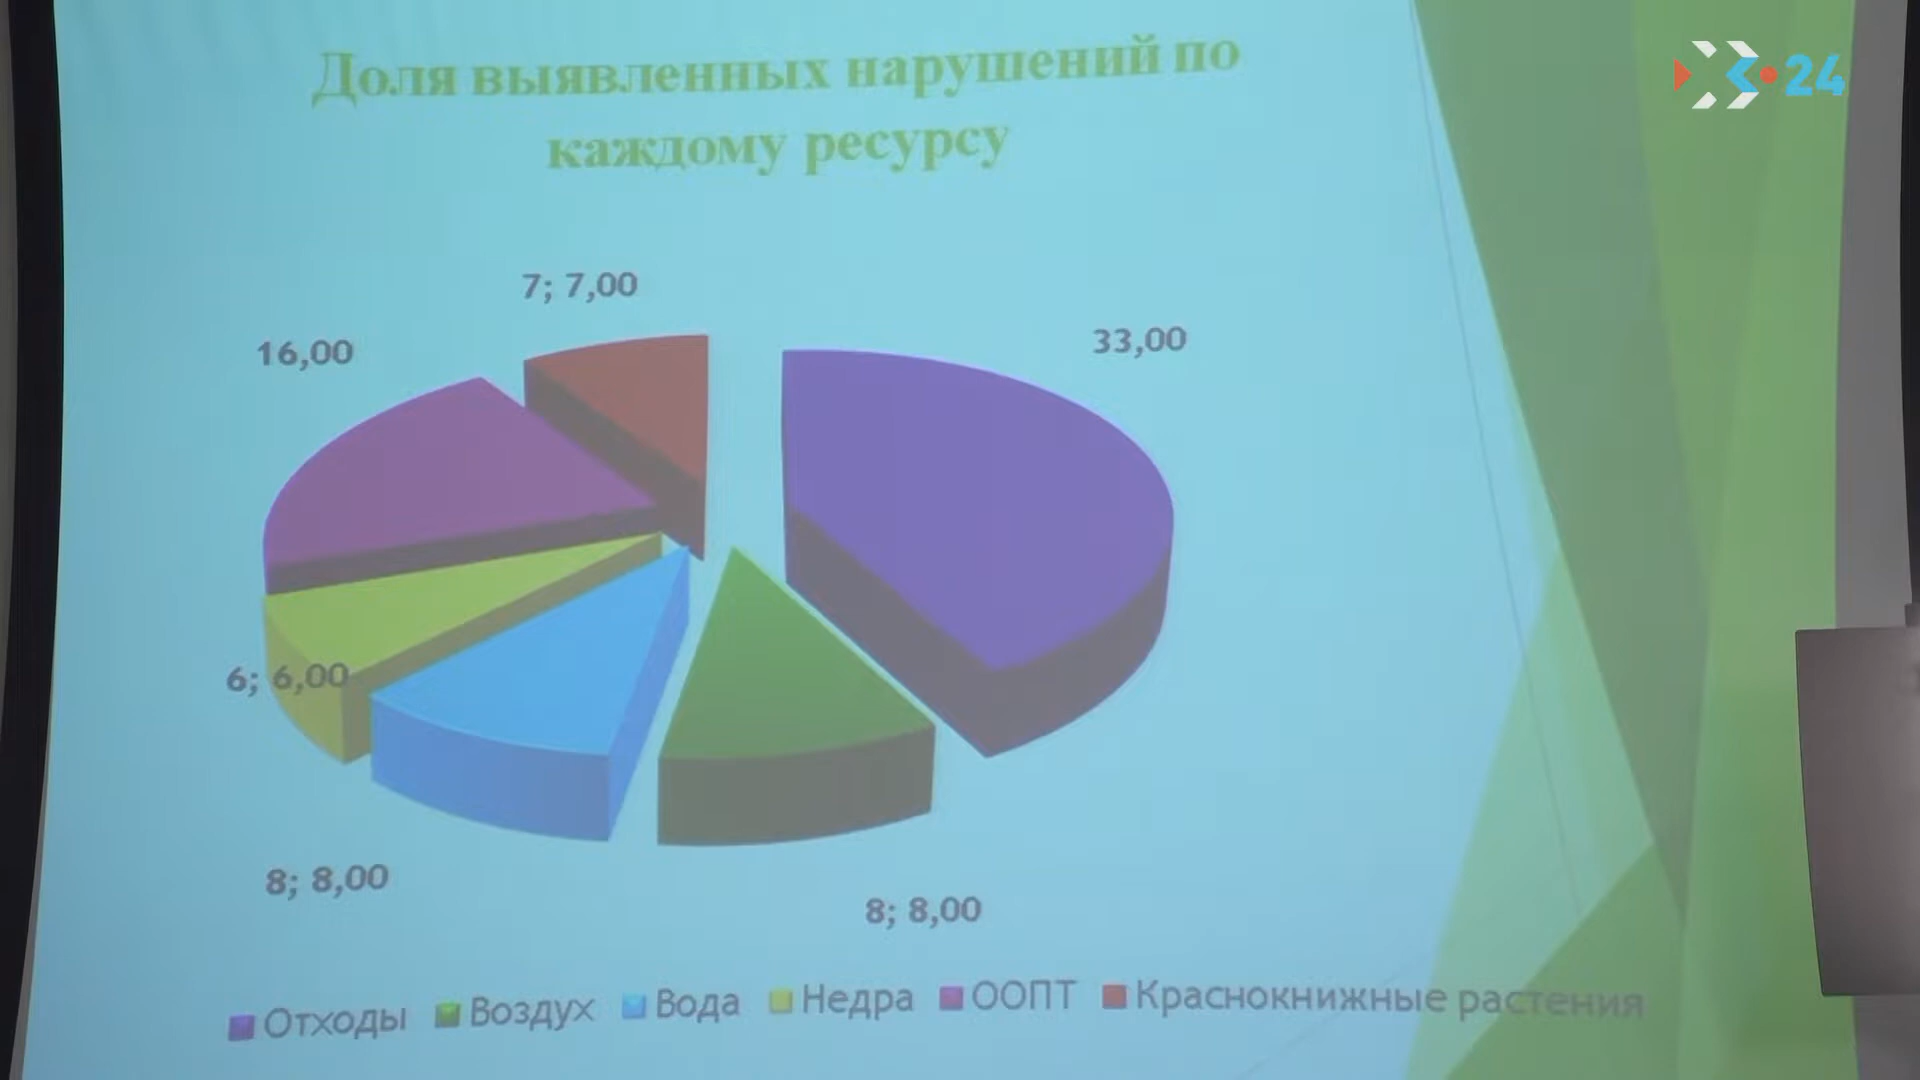 24
Доля выявленных нарушений по
каждому ресурсу
7; 7,00
33,00
16,00
6; 6,00
8; 8,00
8; 8,00
Отходы Воздух Вода Недра ООПТ Краснокнижные растения